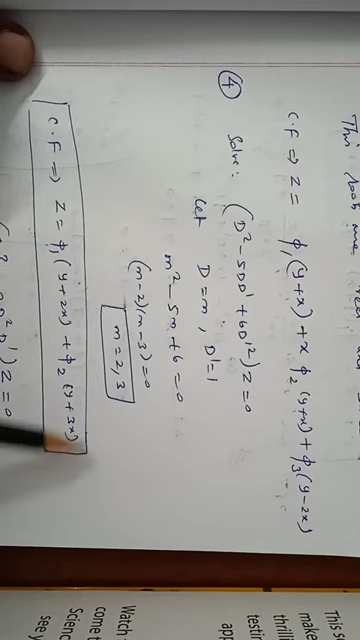 C.F ⇒ Z = ϕ₁(y+x) + x ϕ₂(y+x) + ϕ₃(y-2x)
④ Solve: (D² - 5DD' + 6D'²) Z = 0
Let D = m, D' = 1
m² - 5m + 6 = 0
(m-2)(m-3) = 0
m = 2, 3
C.F ⇒ Z = ϕ₁(y+2x) + ϕ₂(y+3x)
Watch
come t
Scienc
see y
This s
make
thrilli
testin
app